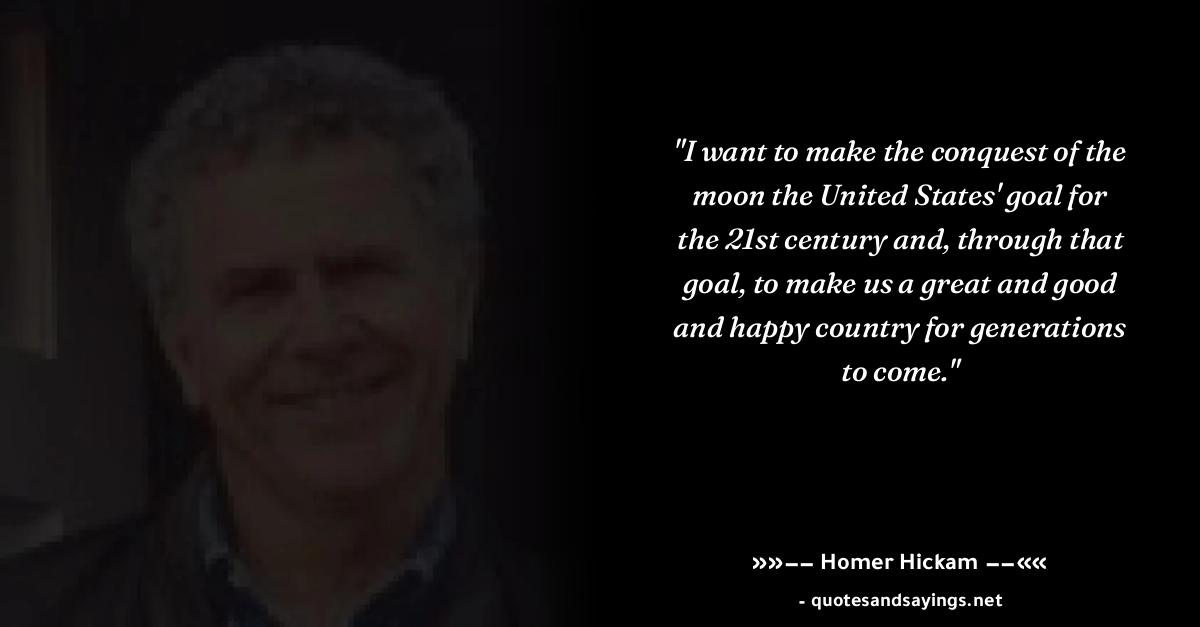 "I want to make the conquest of the
moon the United States' goal for
the 21st century and, through that
goal, to make us a great and good
and happy country for generations
to come."
»»–– Homer Hickam ––««
- quotesandsayings.net